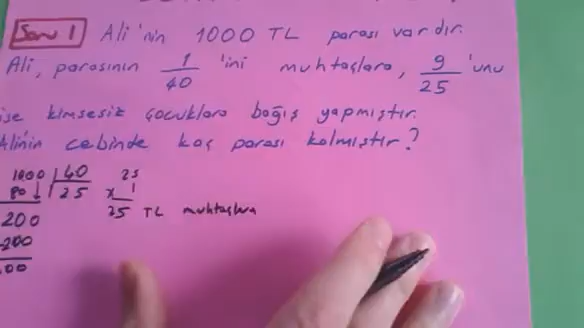 Soru 1 Ali'nin 1000 TL parası vardır.
Ali, parasının 1/40 'ini muhtaçlara, 9/25 'unu
ise kimsesiz çocuklara bağış yapmıştır.
Ali'nin cebinde kaç parası kalmıştır?
1000 40 25
80 25 x 1
200 25 TL muhtaçlara
200
00